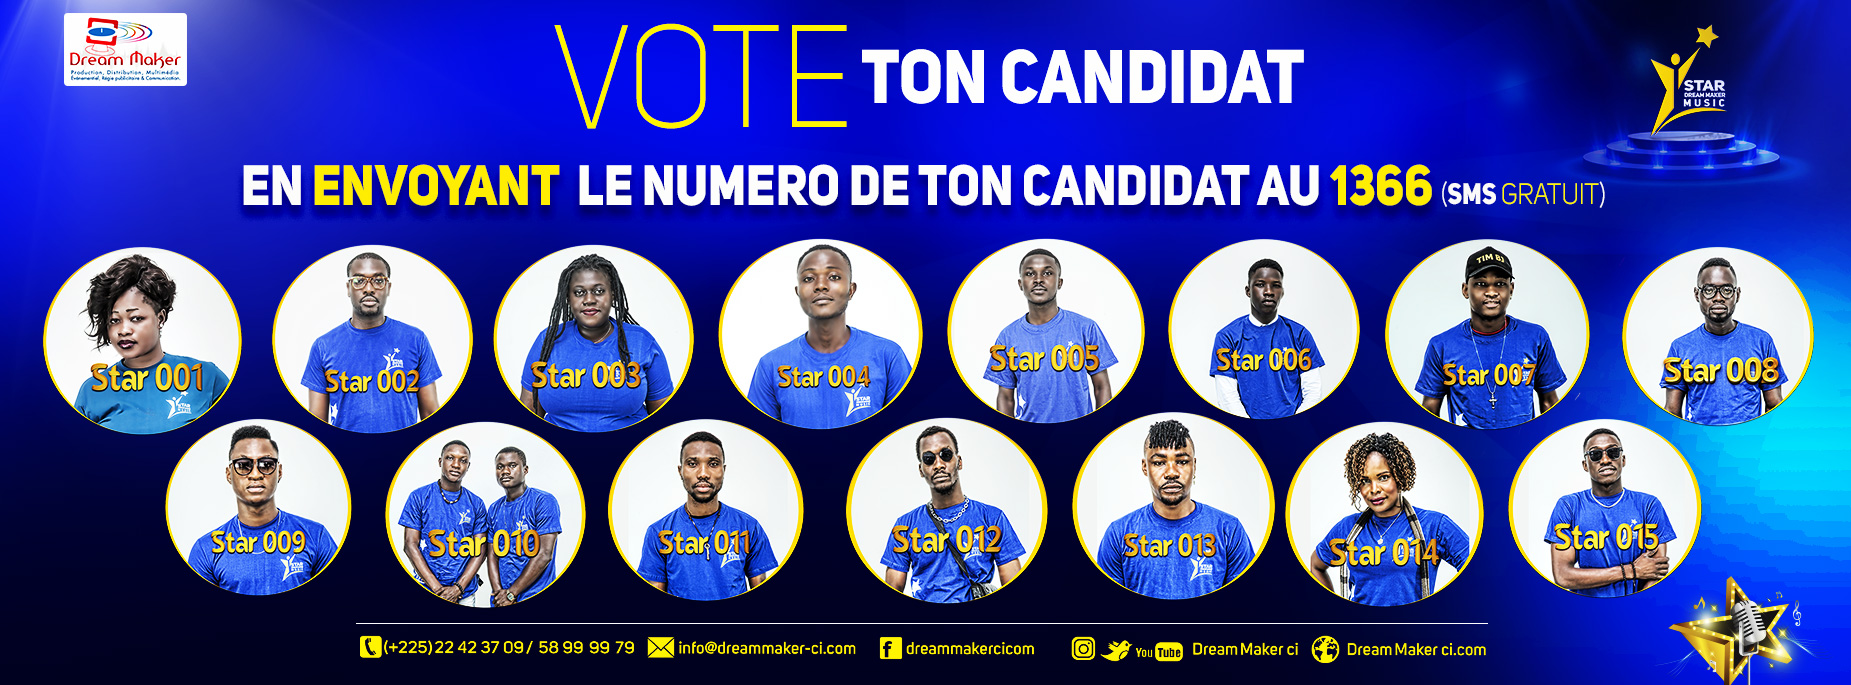 Dream Maker
Production, Distribution, Multimédia
Evènementiel, Régie publicitaire & Communication.
VOTE TON CANDIDAT
STAR
DREAM MAKER
MUSIC
EN ENVOYANT LE NUMERO DE TON CANDIDAT AU 1366 (SMS GRATUIT)
TIM BJ
Star 001
Star 002
Star 003
Star 004
Star 005
Star 006
Star 007
Star 008
Star 009
Star 010
Star 011
Star 012
Star 013
Star 014
Star 015
(+225) 22 42 37 09 / 58 99 99 79
info@dreammaker-ci.com
dreammakercicom
You Tube
Dream Maker ci
Dream Maker ci.com